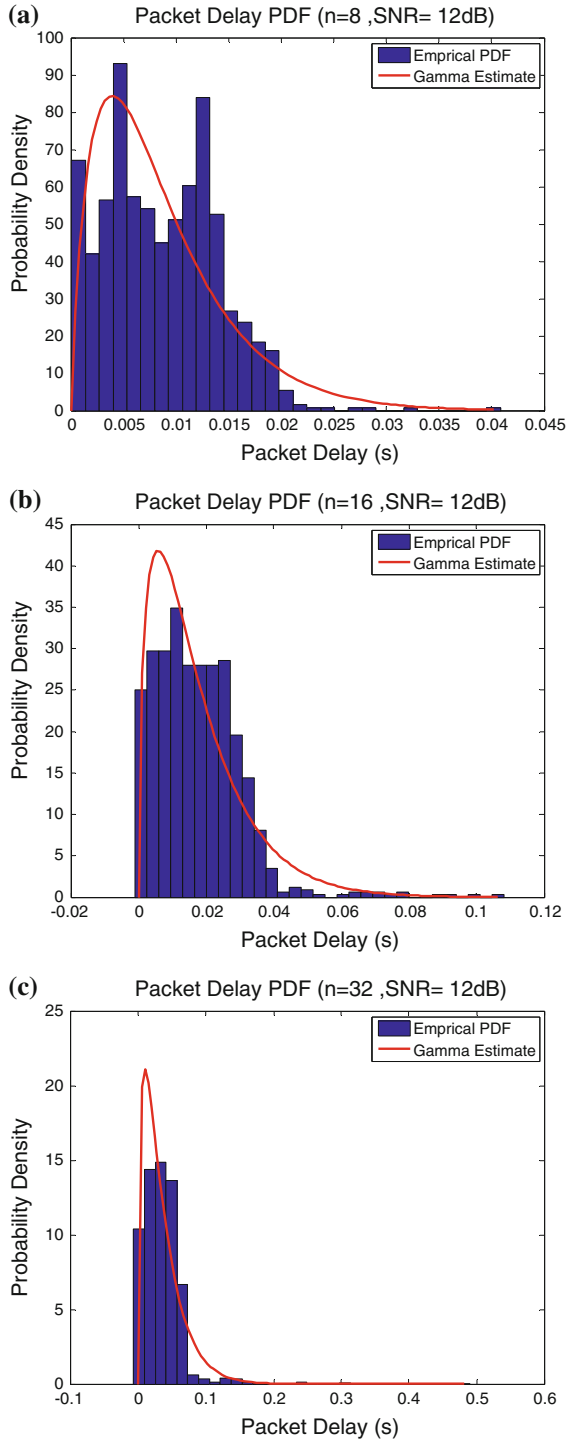 (a)
Packet Delay PDF (n=8 ,SNR= 12dB)
Emprical PDF
Gamma Estimate
Probability Density
100
90
80
70
60
50
40
30
20
10
0
0 0.005 0.01 0.015 0.02 0.025 0.03 0.035 0.04 0.045
Packet Delay (s)
(b)
Packet Delay PDF (n=16 ,SNR= 12dB)
Emprical PDF
Gamma Estimate
Probability Density
45
40
35
30
25
20
15
10
5
0
-0.02 0 0.02 0.04 0.06 0.08 0.1 0.12
Packet Delay (s)
(c)
Packet Delay PDF (n=32 ,SNR= 12dB)
Emprical PDF
Gamma Estimate
Probability Density
25
20
15
10
5
0
-0.1 0 0.1 0.2 0.3 0.4 0.5 0.6
Packet Delay (s)